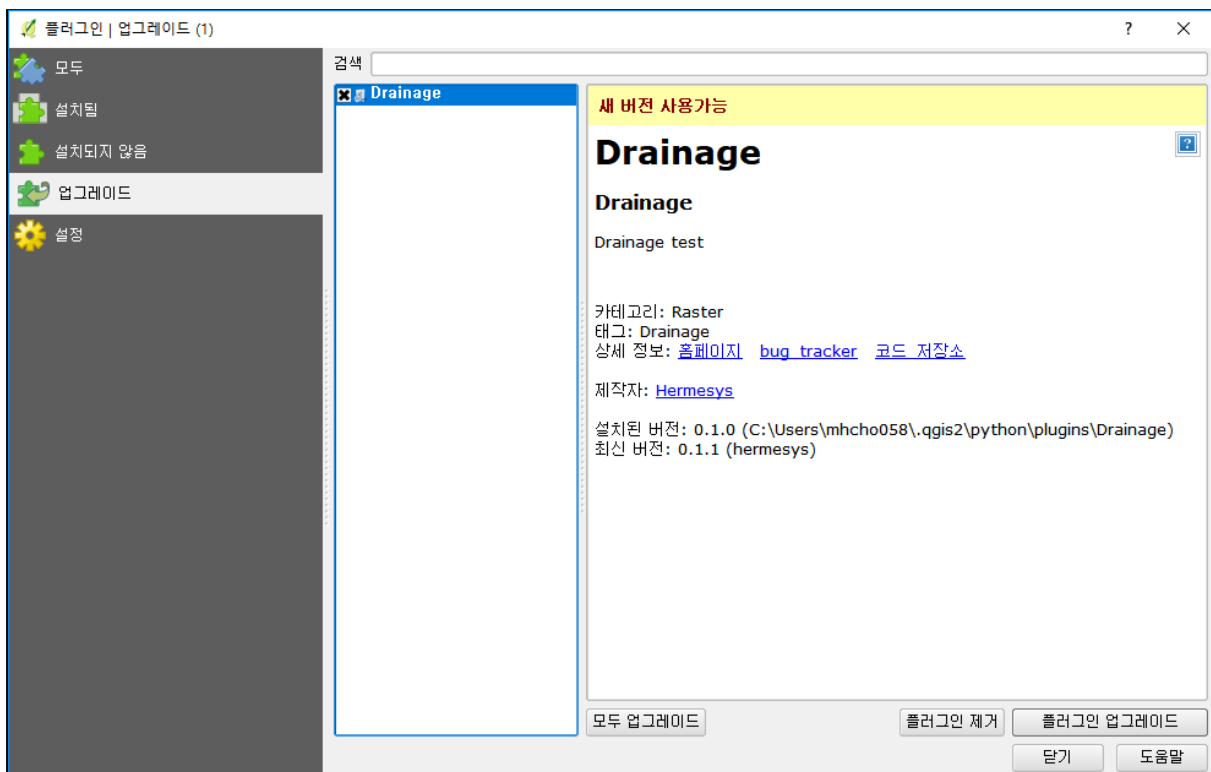 플러그인 | 업그레이드 (1)
? ×
모두
설치됨
설치되지 않음
업그레이드
설정
검색
Drainage
새 버전 사용가능
Drainage
?
Drainage
Drainage test
카테고리: Raster
태그: Drainage
상세 정보: 홈페이지 bug tracker 코드 저장소
제작자: Hermesys
설치된 버전: 0.1.0 (C:\Users\mhcho058\.qgis2\python\plugins\Drainage)
최신 버전: 0.1.1 (hermesys)
모두 업그레이드 플러그인 제거 플러그인 업그레이드
닫기 도움말